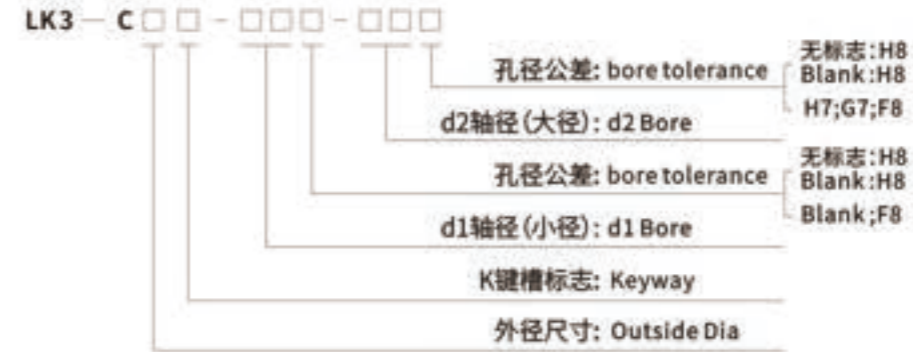 LK3 — C□□ - □□□ - □□□
孔径公差: bore tolerance
无标志:H8
Blank:H8
H7;G7;F8
d2轴径(大径): d2 Bore
孔径公差: bore tolerance
无标志:H8
Blank:H8
Blank;F8
d1轴径(小径): d1 Bore
K键槽标志: Keyway
外径尺寸: Outside Dia